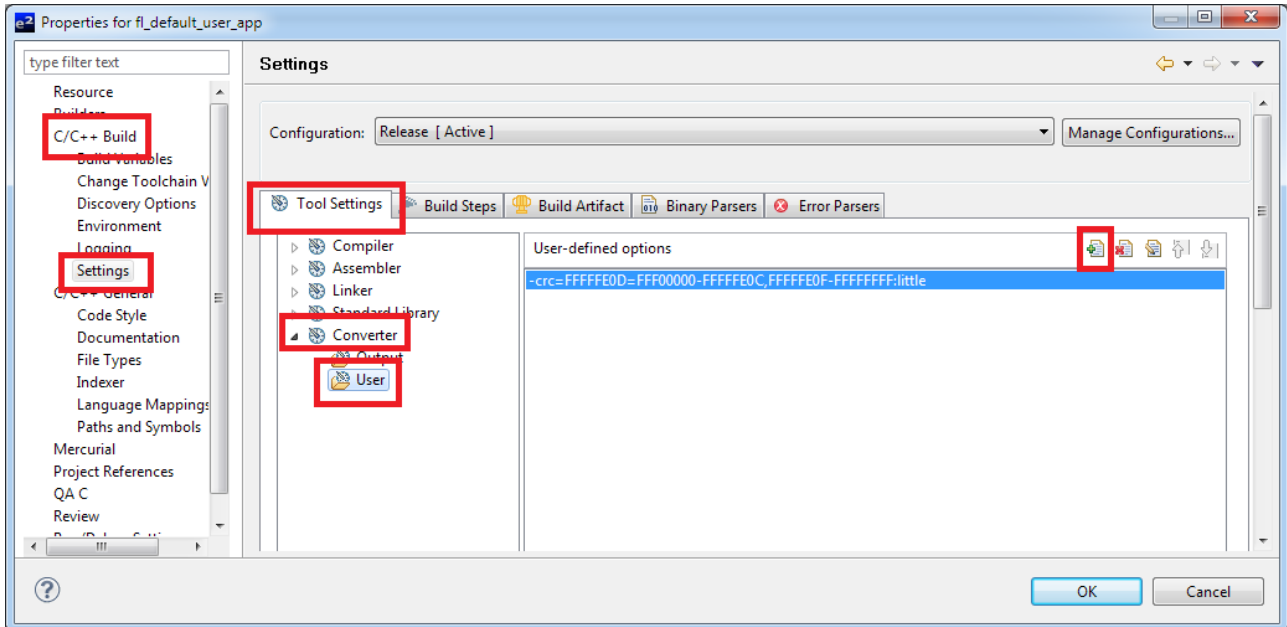 e² Properties for fl_default_user_app
type filter text
Resource
Builders
C/C++ Build
Build Variables
Change Toolchain V
Discovery Options
Environment
Logging
Settings
C/C++ General
Code Style
Documentation
File Types
Indexer
Language Mappings
Paths and Symbols
Mercurial
Project References
QA C
Review
Settings
Configuration: Release [ Active ] Manage Configurations...
Tool Settings Build Steps Build Artifact Binary Parsers Error Parsers
Compiler
Assembler
Linker
Standard Library
Converter
Output
User
User-defined options
-crc=FFFFFE0D=FFF00000-FFFFFE0C,FFFFFE0F-FFFFFFFF:little
OK Cancel